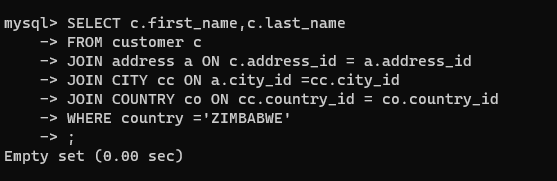 mysql> SELECT c.first_name,c.last_name
    -> FROM customer c
    -> JOIN address a ON c.address_id = a.address_id
    -> JOIN CITY cc ON a.city_id =cc.city_id
    -> JOIN COUNTRY co ON cc.country_id = co.country_id
    -> WHERE country ='ZIMBABWE'
    -> ;
Empty set (0.00 sec)